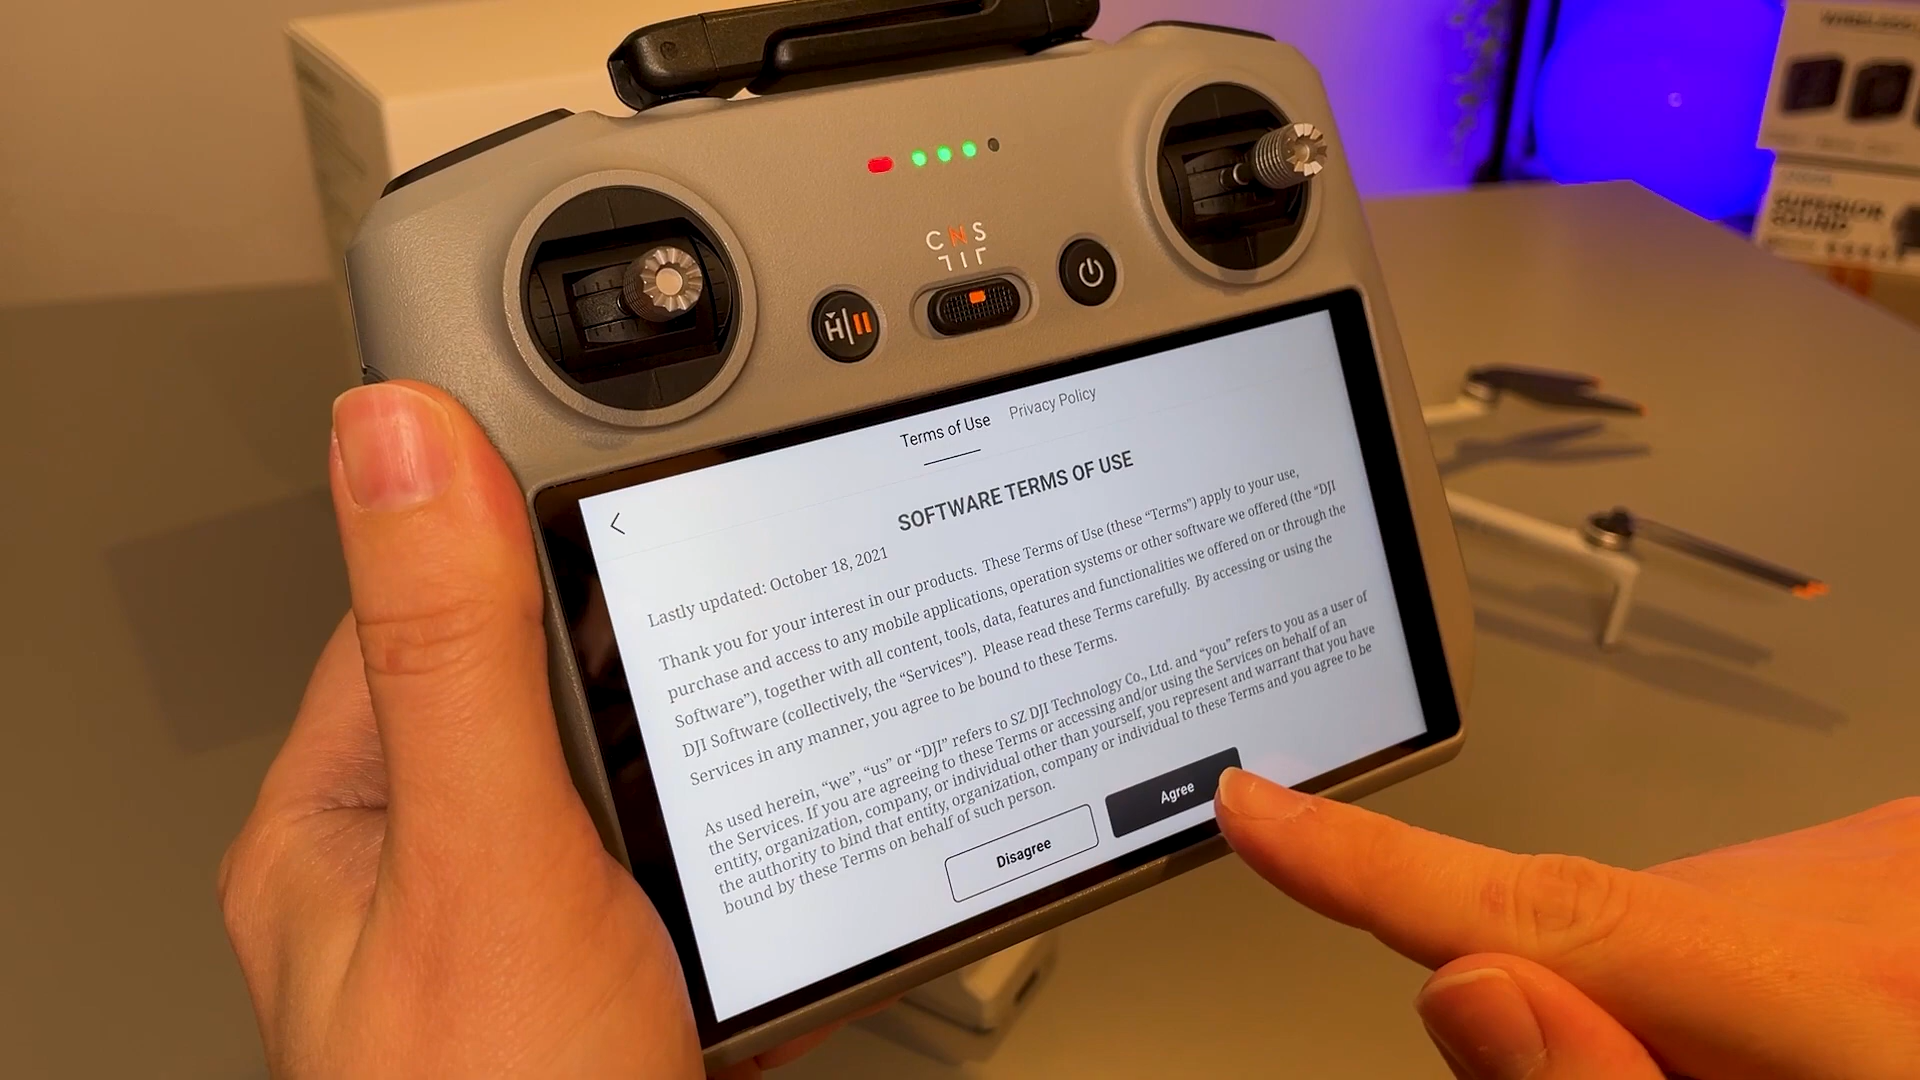 C N S
H
Terms of Use
Privacy Policy
SOFTWARE TERMS OF USE
Lastly updated: October 18, 2021
Thank you for your interest in our products. These Terms of Use (these “Terms”) apply to your use,
purchase and access to any mobile applications, operation systems or other software we offered (the “DJI
Software”), together with all content, tools, data, features and functionalities we offered on or through the
DJI Software (collectively, the “Services”). Please read these Terms carefully. By accessing or using the
Services in any manner, you agree to be bound to these Terms.
As used herein, “we”, “us” or “DJI” refers to SZ DJI Technology Co., Ltd. and “you” refers to you as a user of
the Services. If you are agreeing to these Terms or accessing and/or using the Services on behalf of an
entity, organization, company, or individual other than yourself, you represent and warrant that you have
the authority to bind that entity, organization, company or individual to these Terms and you agree to be
bound by these Terms on behalf of such person.
Disagree
Agree
SUPERIOR
SOUND